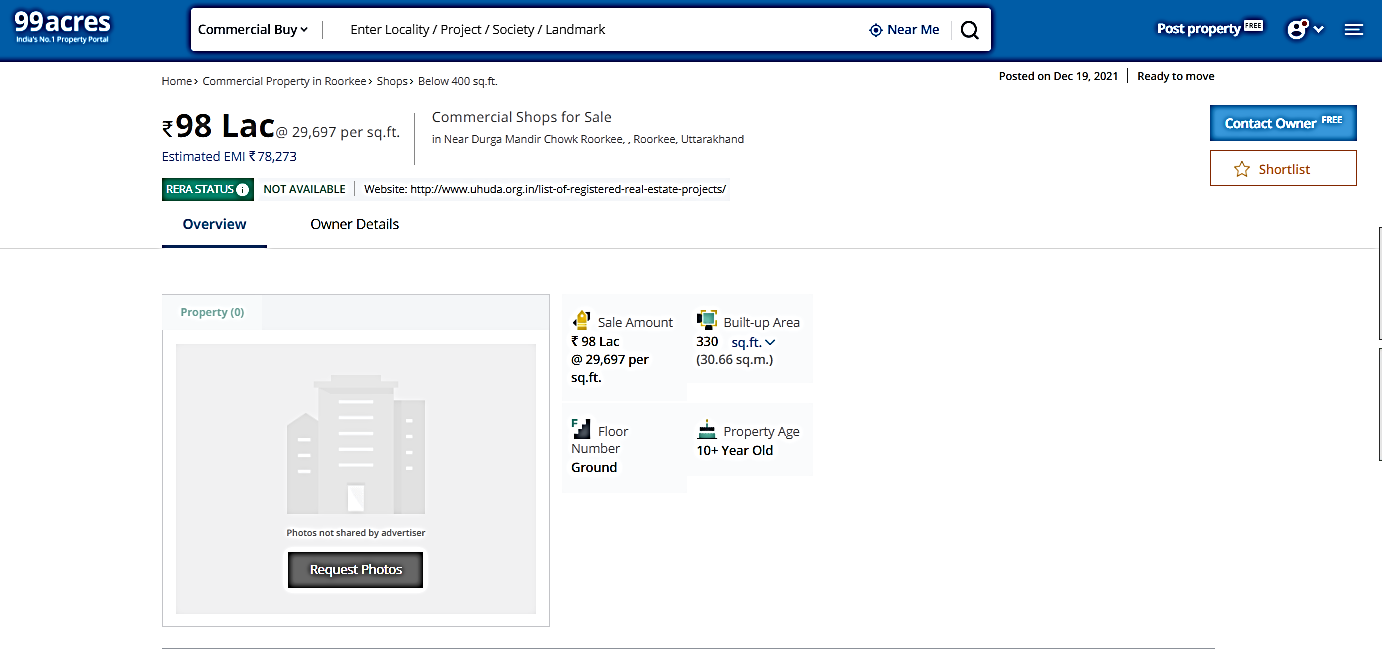 99acres
India's No.1 Property Portal
Commercial Buy
Enter Locality / Project / Society / Landmark
Near Me
Post property FREE
Home› Commercial Property in Roorkee› Shops› Below 400 sq.ft.
Posted on Dec 19, 2021 | Ready to move
₹98 Lac@ 29,697 per sq.ft.
Estimated EMI ₹78,273
Commercial Shops for Sale
in Near Durga Mandir Chowk Roorkee, , Roorkee, Uttarakhand
Contact Owner FREE
Shortlist
RERA STATUS i NOT AVAILABLE | Website: http://www.uhuda.org.in/list-of-registered-real-estate-projects/
Overview
Owner Details
Property (0)
Photos not shared by advertiser
Request Photos
Sale Amount
₹ 98 Lac
@ 29,697 per
sq.ft.
Built-up Area
330 sq.ft.
(30.66 sq.m.)
F
Floor
Number
Ground
Property Age
10+ Year Old